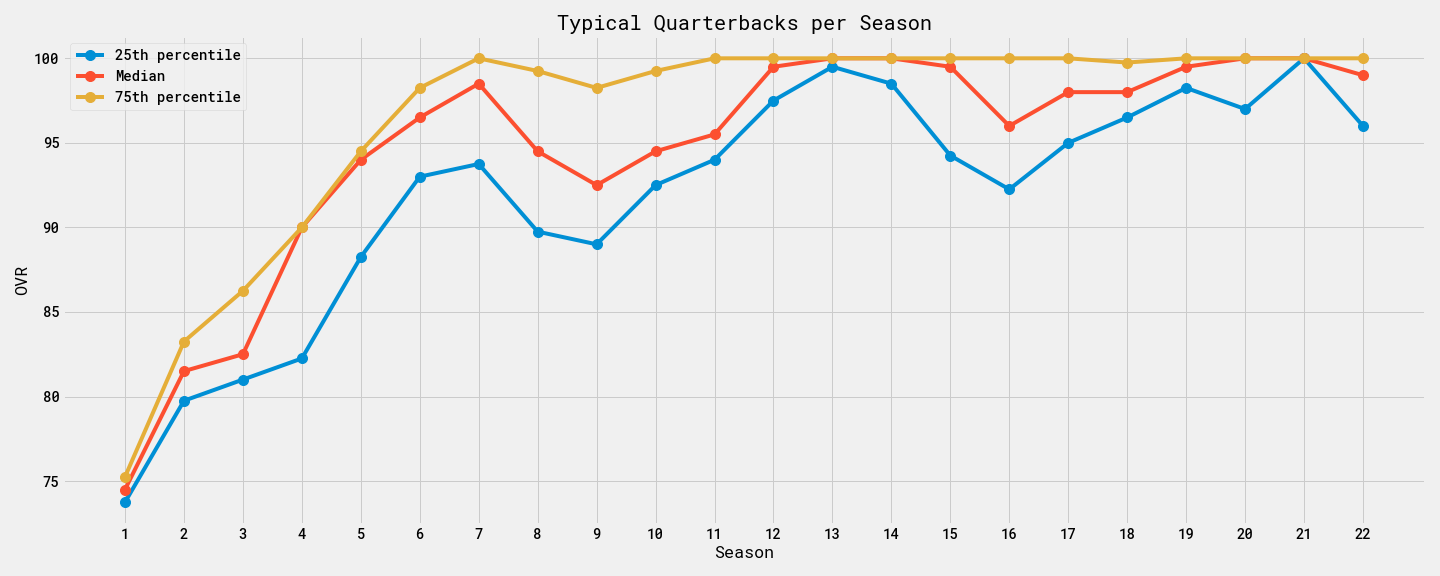 Typical Quarterbacks per Season
25th percentile
Median
75th percentile
100
95
90
85
80
75
OVR
1 2 3 4 5 6 7 8 9 10 11 12 13 14 15 16 17 18 19 20 21 22
Season